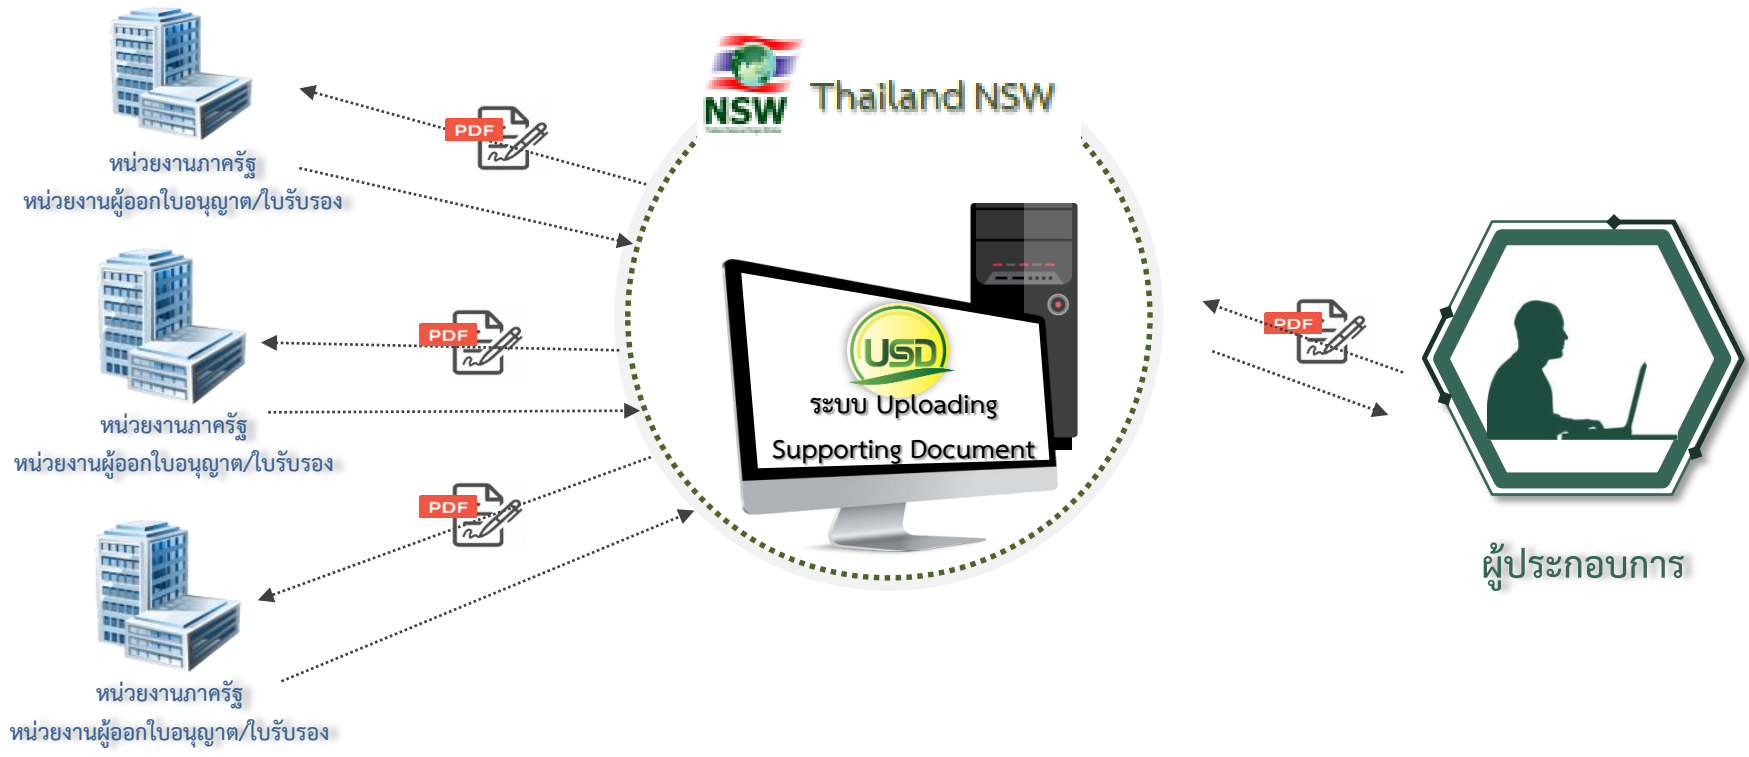 NSW
Thailand NSW
PDF
หน่วยงานภาครัฐ
หน่วยงานผู้ออกใบอนุญาต/ใบรับรอง
PDF
หน่วยงานภาครัฐ
หน่วยงานผู้ออกใบอนุญาต/ใบรับรอง
PDF
หน่วยงานภาครัฐ
หน่วยงานผู้ออกใบอนุญาต/ใบรับรอง
USD
ระบบ Uploading
Supporting Document
PDF
ผู้ประกอบการ